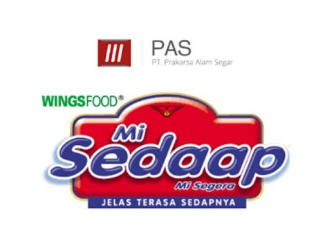 PAS
PT. Prakarsa Alam Segar
WINGSFOOD®
Mi
Sedaap
Mi Segera
JELAS TERASA SEDAPNYA